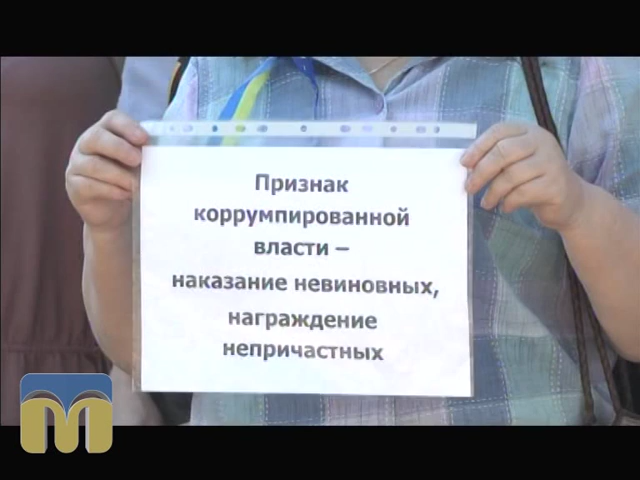 Признак
коррумпированной
власти –
наказание невиновных,
награждение
непричастных
M